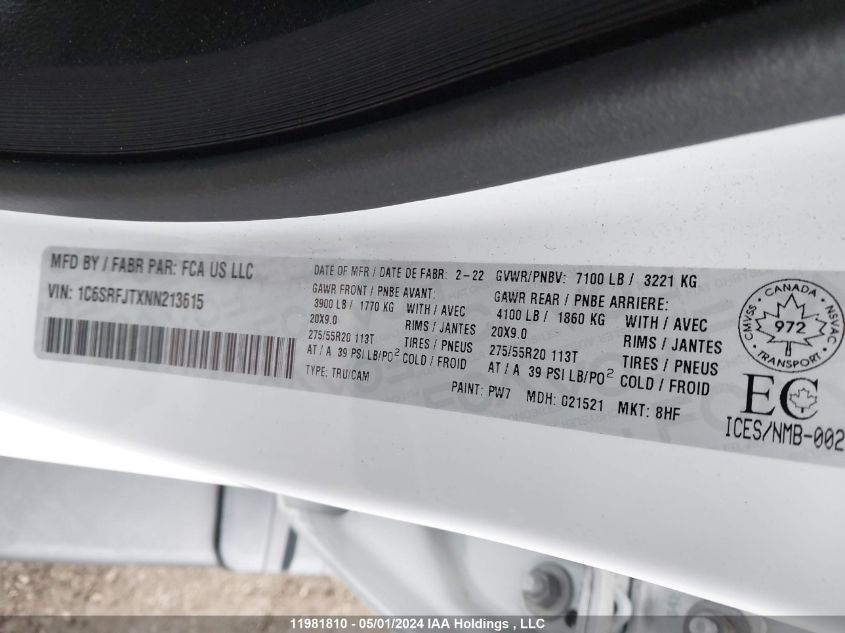 MFD BY / FABR PAR: FCA US LLC
VIN: 1C6SRFJTXNN213615
DATE OF MFR / DATE DE FABR: 2-22
GVWR/PNBV: 7100 LB / 3221 KG
GAWR FRONT / PNBE AVANT:
3900 LB / 1770 KG WITH / AVEC
20X9.0 RIMS / JANTES
275/55R20 113T TIRES / PNEUS
AT / A 39 PSI LB/PO2 COLD / FROID
GAWR REAR / PNBE ARRIERE:
4100 LB / 1860 KG WITH / AVEC
20X9.0 RIMS / JANTES
275/55R20 113T TIRES / PNEUS
AT / A 39 PSI LB/PO2 COLD / FROID
TYPE: TRU/CAM
PAINT: PW7 MDH: 021521 MKT: 8HF
CANADA
CMVSS 972 NSVAC
TRANSPORT
EC
ICES/NMB-002
11981810 - 05/01/2024 IAA Holdings , LLC